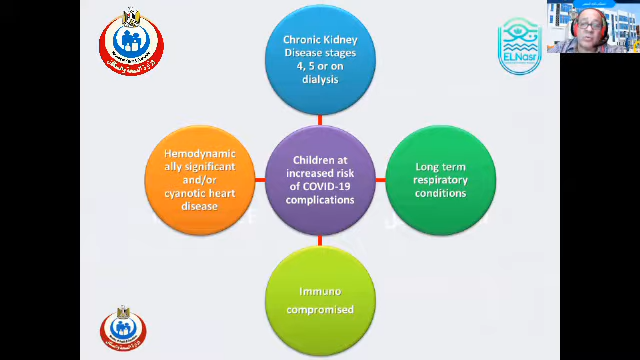 Chronic Kidney
Disease stages
4, 5 or on
dialysis
ELNasr
Hemodynamic
ally significant
and/or
cyanotic heart
disease
Children at
increased risk
of COVID-19
complications
Long term
respiratory
conditions
Immuno
compromised